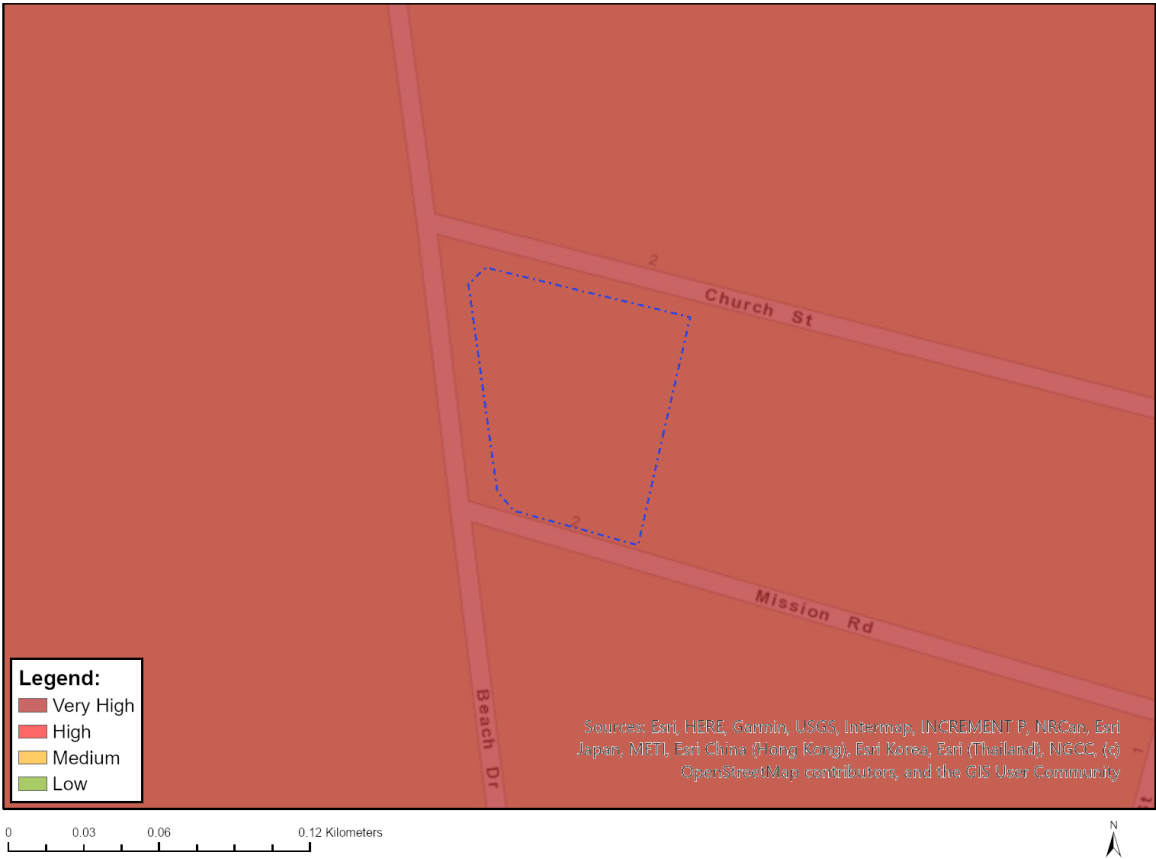 2
Church St
2
Mission Rd
Beach Dr
Legend:
Very High
High
Medium
Low
Sources: Esri, HERE, Garmin, USGS, Intermap, INCREMENT P, NRCan, Esri
Japan, METI, Esri China (Hong Kong), Esri Korea, Esri (Thailand), NGCC, (c)
OpenStreetMap contributors, and the GIS User Community
1
st
0 0.03 0.06 0.12 Kilometers
N